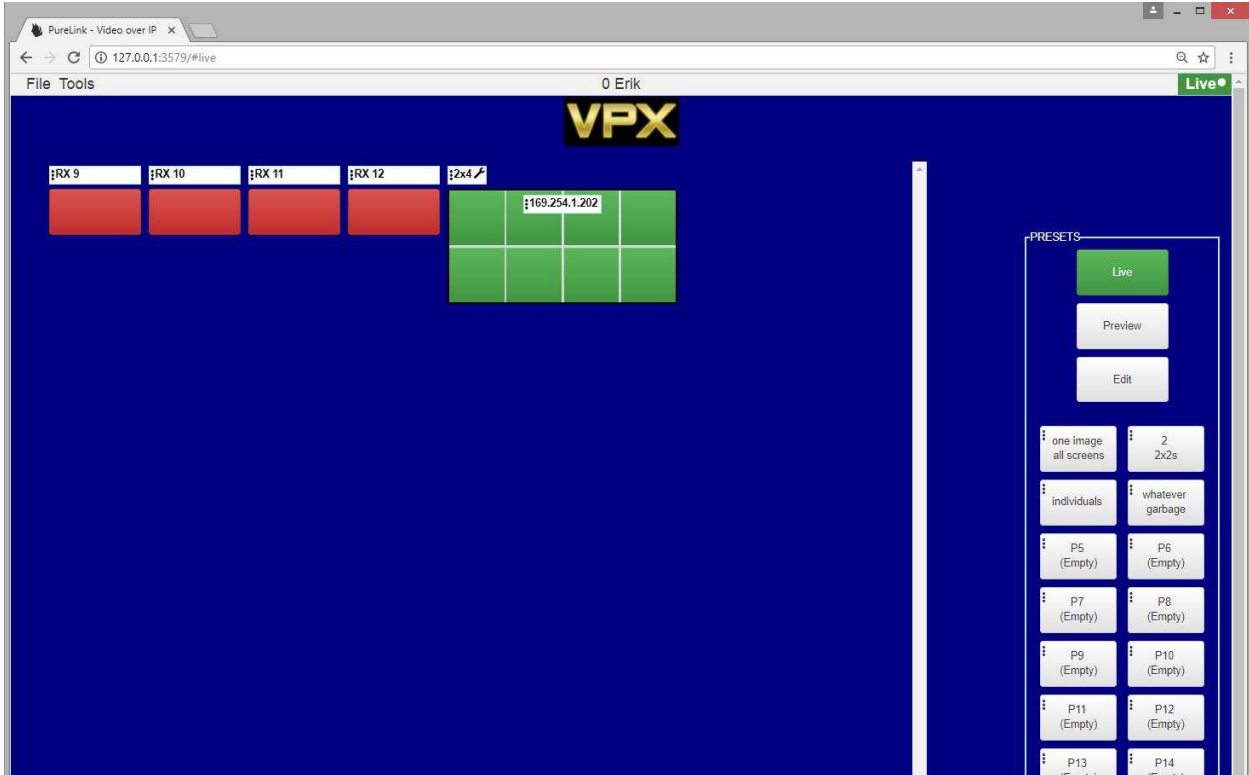 PureLink - Video over IP
127.0.0.1:3579/#live
File Tools
0 Erik
Live
VPX
RX 9
RX 10
RX 11
RX 12
2x4
169.254.1.202
PRESETS
Live
Preview
Edit
one image
all screens
2
2x2s
individuals
whatever
garbage
P5
(Empty)
P6
(Empty)
P7
(Empty)
P8
(Empty)
P9
(Empty)
P10
(Empty)
P11
(Empty)
P12
(Empty)
P13
P14